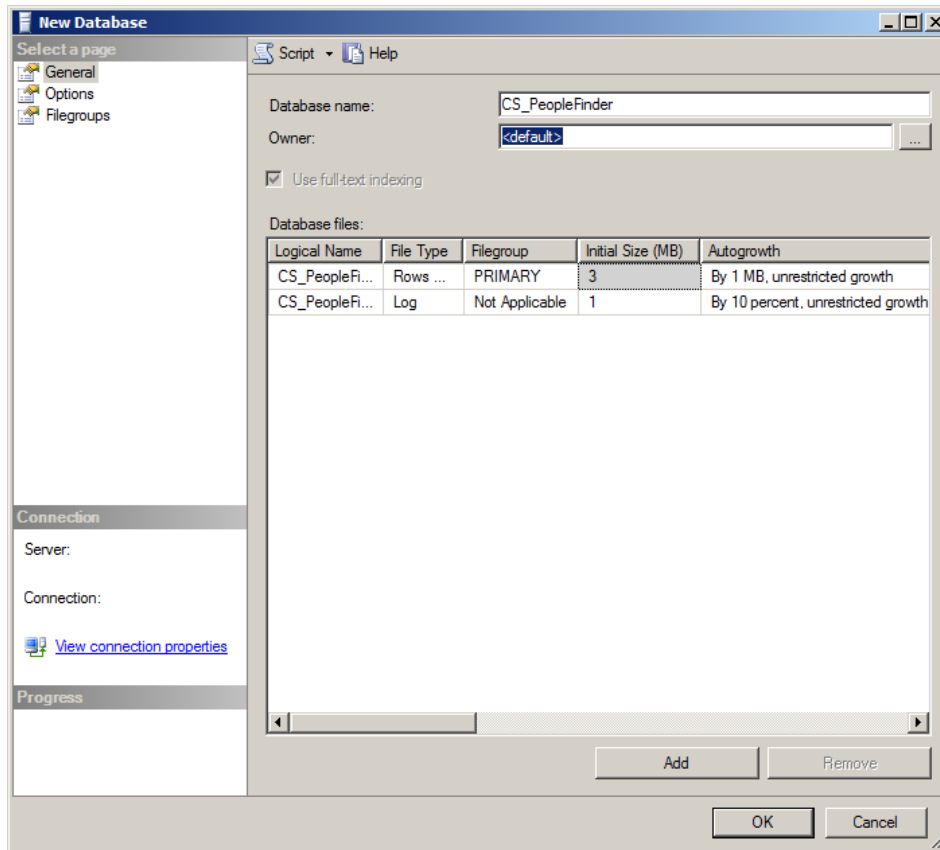 New Database
Select a page
General
Options
Filegroups
Script Help
Database name: CS_PeopleFinder
Owner: <default> ...
Use full-text indexing
Database files:
Logical Name File Type Filegroup Initial Size (MB) Autogrowth
CS_PeopleFi... Rows ... PRIMARY 3 By 1 MB, unrestricted growth
CS_PeopleFi... Log Not Applicable 1 By 10 percent, unrestricted growth
Connection
Server:
Connection:
View connection properties
Progress
Add Remove
OK Cancel